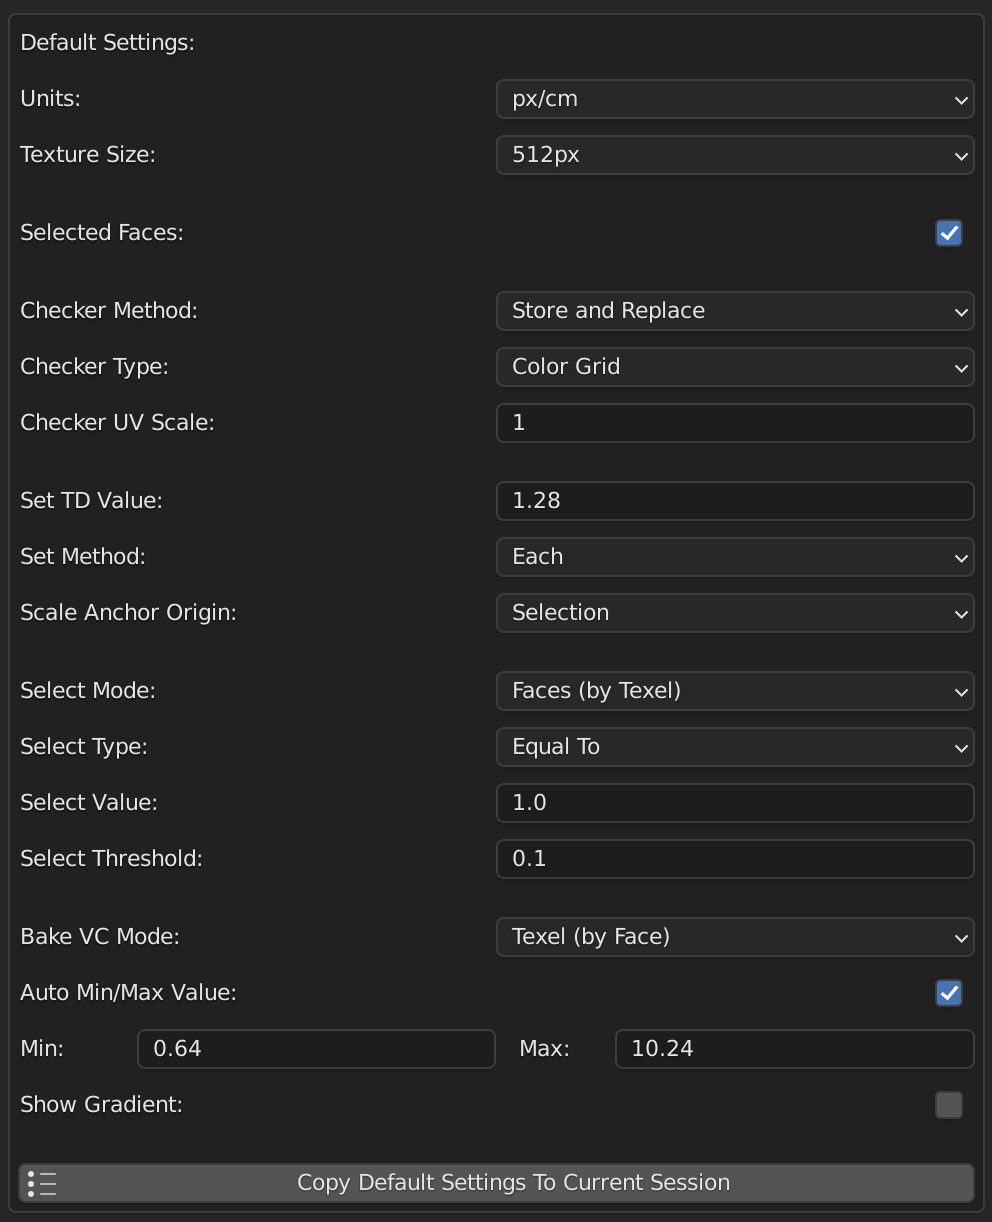 Default Settings:
Units: px/cm
Texture Size: 512px
Selected Faces:
Checker Method: Store and Replace
Checker Type: Color Grid
Checker UV Scale: 1
Set TD Value: 1.28
Set Method: Each
Scale Anchor Origin: Selection
Select Mode: Faces (by Texel)
Select Type: Equal To
Select Value: 1.0
Select Threshold: 0.1
Bake VC Mode: Texel (by Face)
Auto Min/Max Value:
Min: 0.64 Max: 10.24
Show Gradient:
Copy Default Settings To Current Session